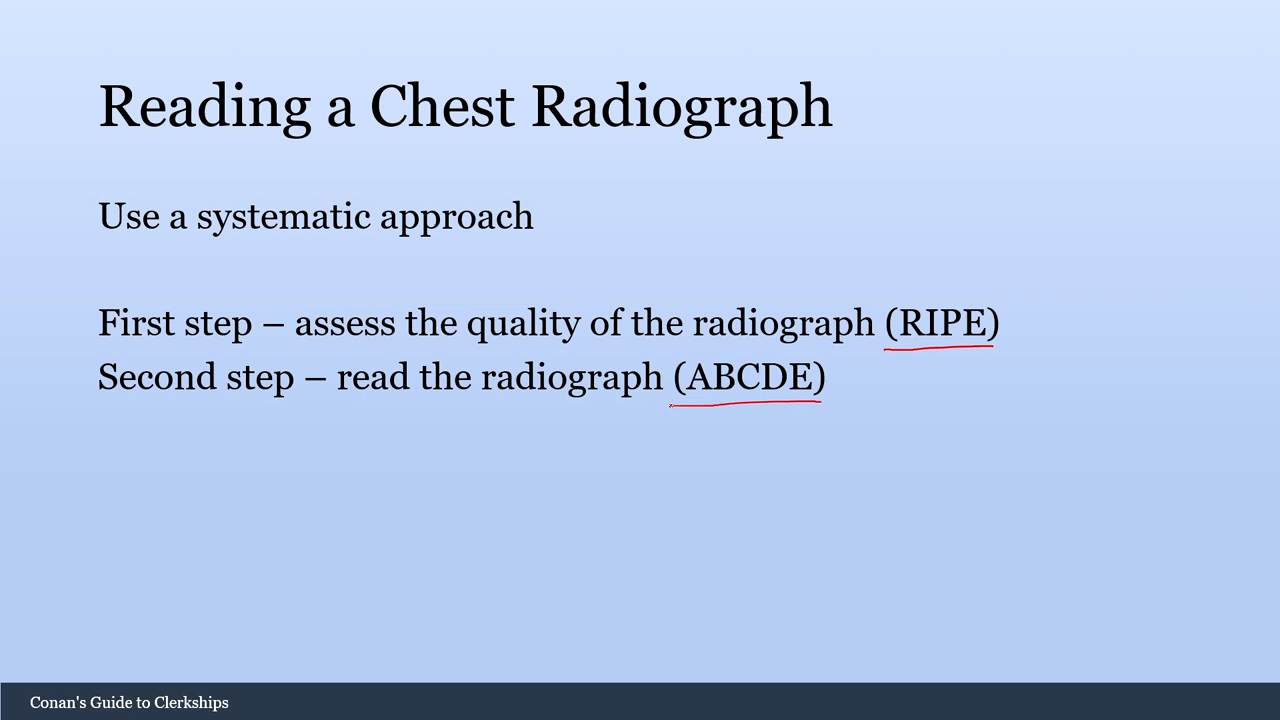 Reading a Chest Radiograph
Use a systematic approach
First step – assess the quality of the radiograph (RIPE)
Second step – read the radiograph (ABCDE)
Conan's Guide to Clerkships